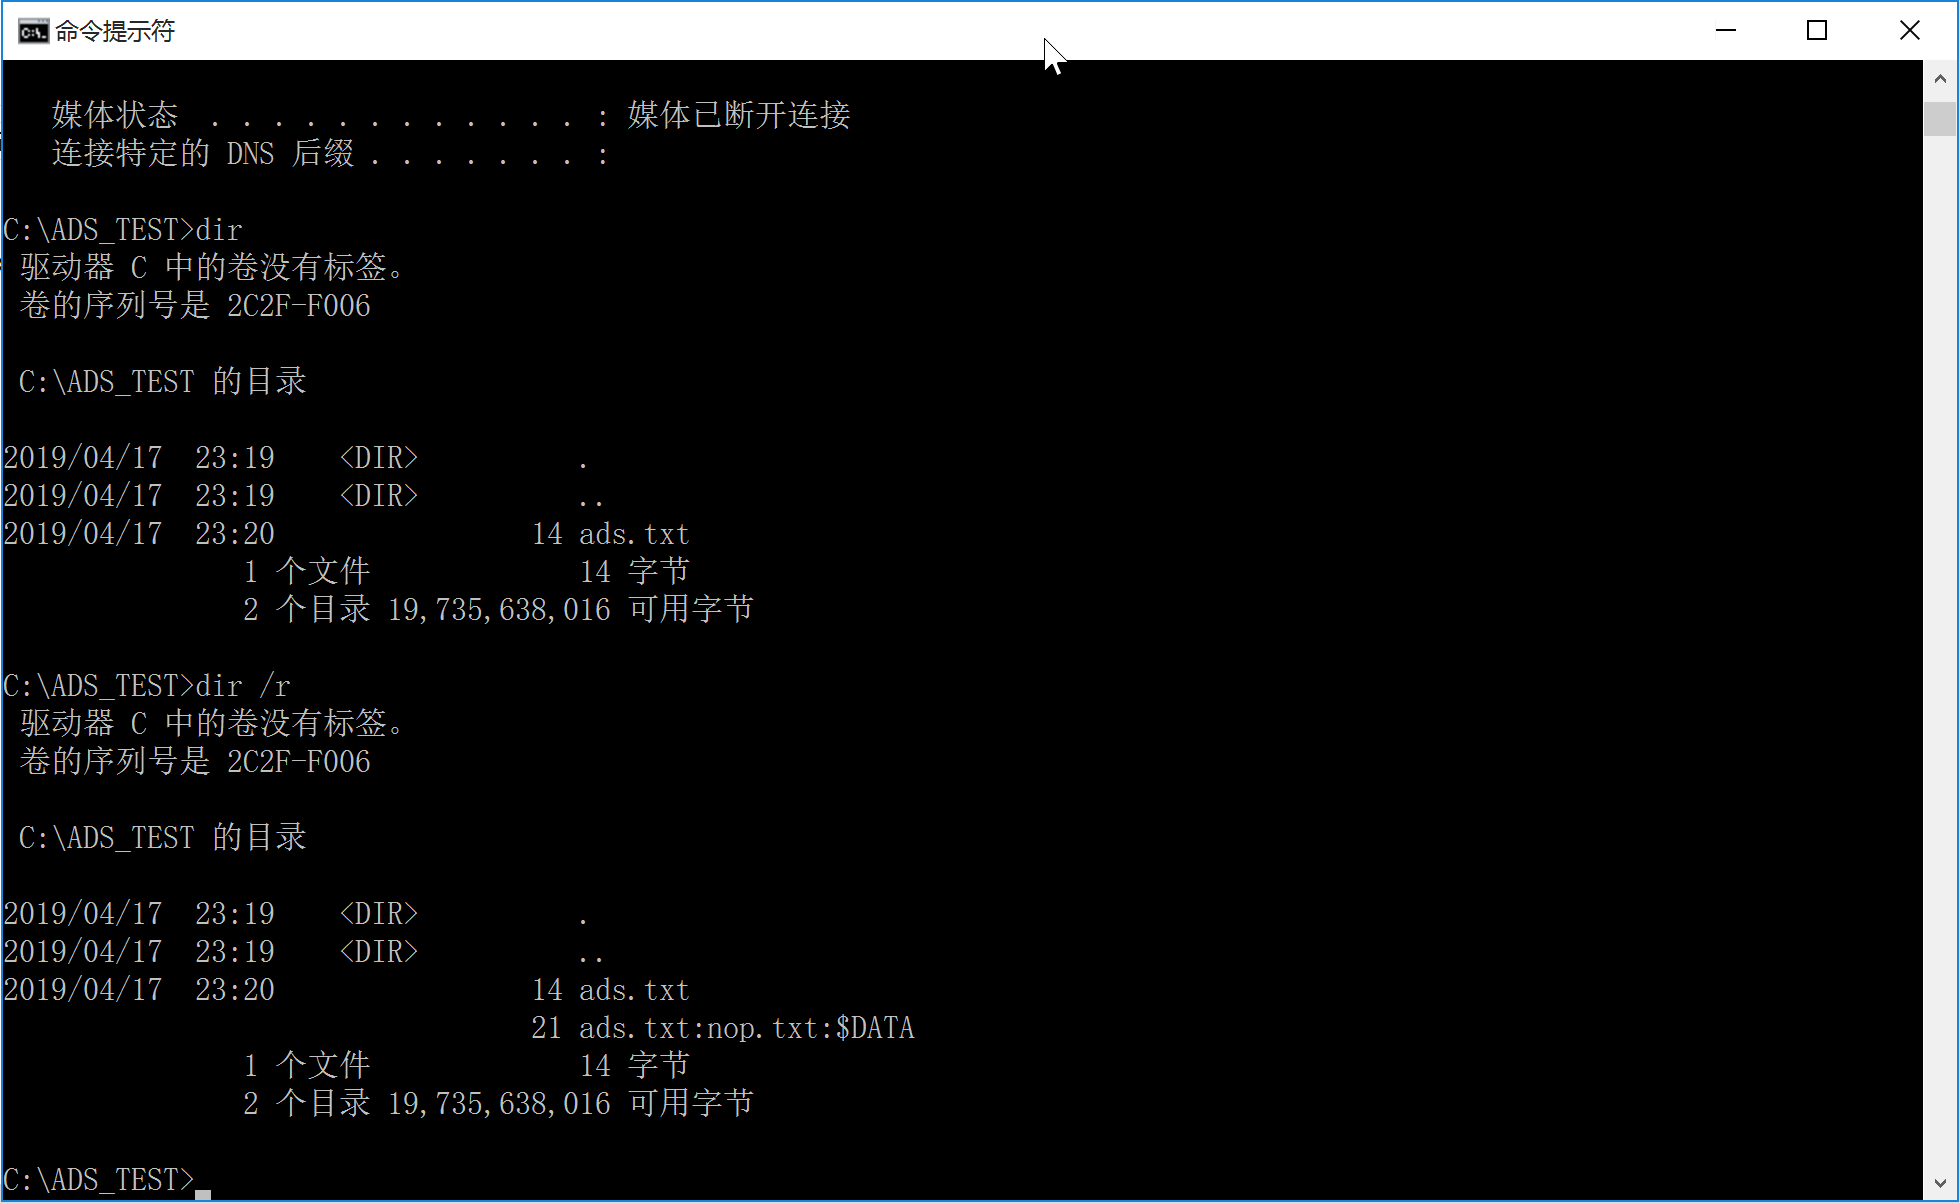 命令提示符
媒体状态 . . . . . . . . . . . . : 媒体已断开连接
连接特定的 DNS 后缀 . . . . . . . :
C:\ADS_TEST>dir
驱动器 C 中的卷没有标签。
卷的序列号是 2C2F-F006
C:\ADS_TEST 的目录
2019/04/17  23:19    <DIR>          .
2019/04/17  23:19    <DIR>          ..
2019/04/17  23:20                14 ads.txt
1 个文件             14 字节
2 个目录 19,735,638,016 可用字节
C:\ADS_TEST>dir /r
驱动器 C 中的卷没有标签。
卷的序列号是 2C2F-F006
C:\ADS_TEST 的目录
2019/04/17  23:19    <DIR>          .
2019/04/17  23:19    <DIR>          ..
2019/04/17  23:20                14 ads.txt
21 ads.txt:nop.txt:$DATA
1 个文件             14 字节
2 个目录 19,735,638,016 可用字节
C:\ADS_TEST>